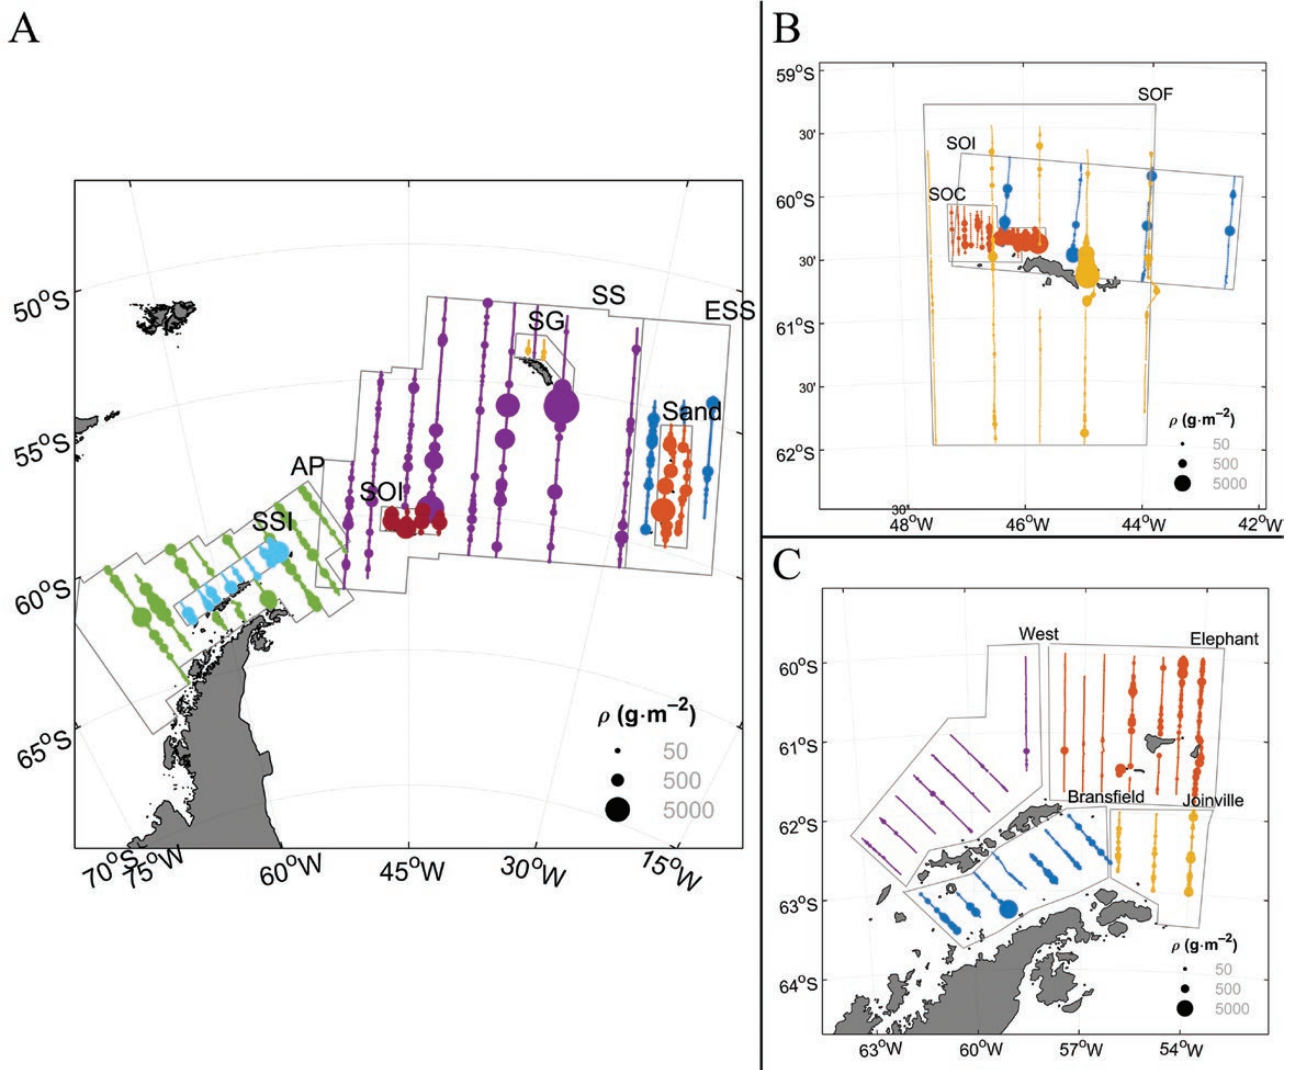 A
50°S
55°S
60°S
65°S
70°S
75°W
60°W
45°W
30°W
15°W
AP
SSI
SOI
SG
SS
ESS
Sand
ρ (g·m⁻²)
50
500
5000
B
59°S
30'
60°S
30'
61°S
30'
62°S
30'
48°W
46°W
44°W
42°W
SOF
SOI
SOC
ρ (g·m⁻²)
50
500
5000
C
60°S
61°S
62°S
63°S
64°S
63°W
60°W
57°W
54°W
West
Elephant
Bransfield
Joinville
ρ (g·m⁻²)
50
500
5000